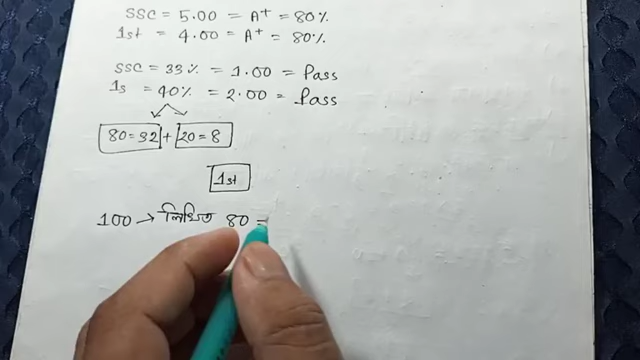 SSC = 5.00 = A+ = 80%
1st = 4.00 = A+ = 80%
SSC = 33% = 1.00 = Pass
1s = 40% = 2.00 = Pass
80=32 + 20=8
1st
100 → লিখিত 80 =